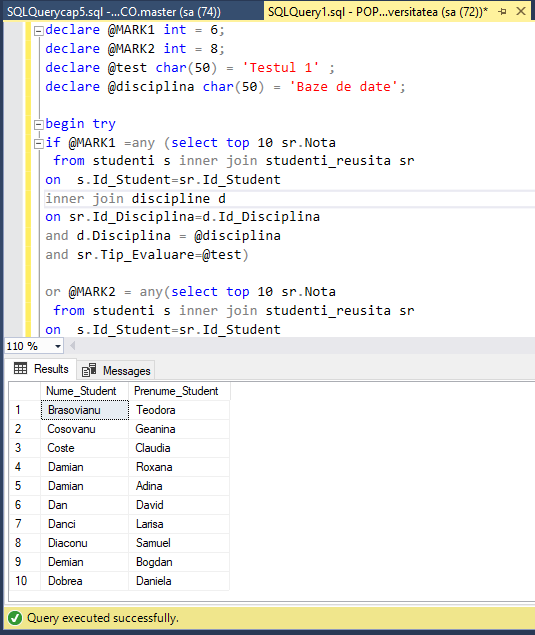 SQLQuerycap5.sql -...CO.master (sa (74)) SQLQuery1.sql - POP...versitatea (sa (72))*
declare @MARK1 int = 6;
declare @MARK2 int = 8;
declare @test char(50) = 'Testul 1' ;
declare @disciplina char(50) = 'Baze de date';
begin try
if @MARK1 =any (select top 10 sr.Nota
from studenti s inner join studenti_reusita sr
on  s.Id_Student=sr.Id_Student
inner join discipline d
on sr.Id_Disciplina=d.Id_Disciplina
and d.Disciplina = @disciplina
and sr.Tip_Evaluare=@test)
or @MARK2 = any(select top 10 sr.Nota
from studenti s inner join studenti_reusita sr
on  s.Id_Student=sr.Id_Student
110 %
Results Messages
Nume_Student Prenume_Student
1 Brasovianu Teodora
2 Cosovanu Geanina
3 Coste Claudia
4 Damian Roxana
5 Damian Adina
6 Dan David
7 Danci Larisa
8 Diaconu Samuel
9 Demian Bogdan
10 Dobrea Daniela
Query executed successfully.